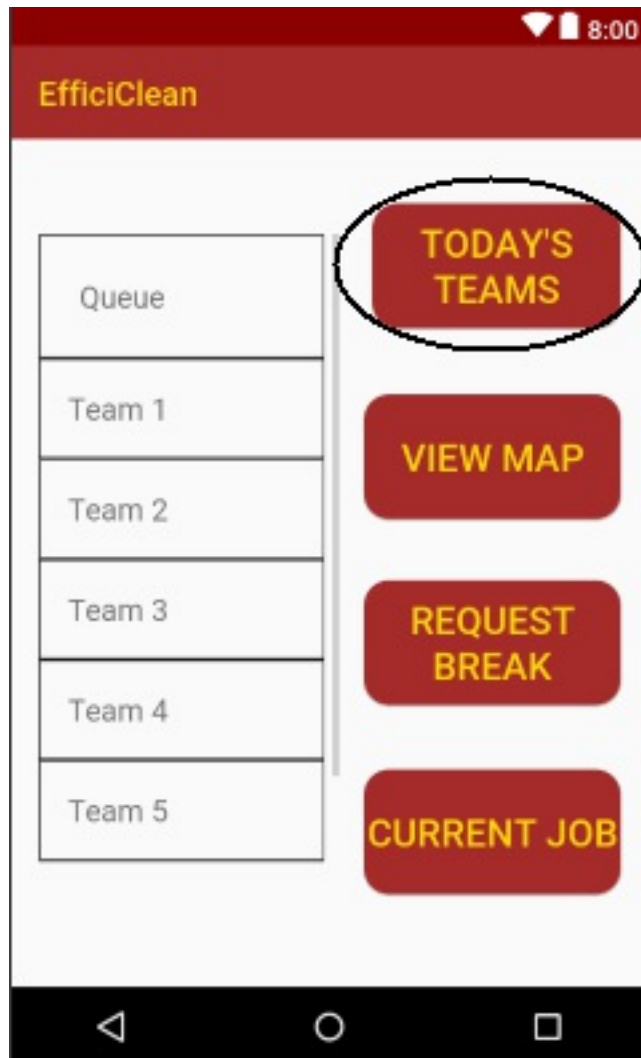 8:00
EfficiClean
Queue
Team 1
Team 2
Team 3
Team 4
Team 5
TODAY'S
TEAMS
VIEW MAP
REQUEST
BREAK
CURRENT JOB